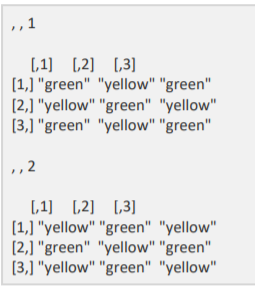 , , 1
[,1] [,2] [,3]
[1,] "green" "yellow" "green"
[2,] "yellow" "green" "yellow"
[3,] "green" "yellow" "green"
, , 2
[,1] [,2] [,3]
[1,] "yellow" "green" "yellow"
[2,] "green" "yellow" "green"
[3,] "yellow" "green" "yellow"